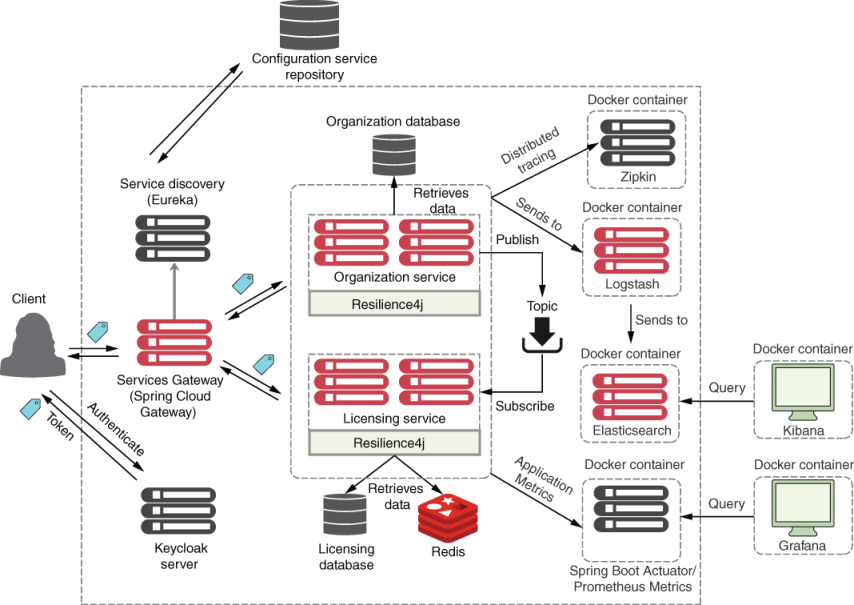 Configuration service
repository
Docker container
Zipkin
Organization database
Distributed
tracing
Service discovery
(Eureka)
Retrieves
data
Sends to
Docker container
Logstash
Publish
Organization service
Resilience4j
Client
Topic
Sends to
Docker container
Elasticsearch
Docker container
Kibana
Query
Services Gateway
(Spring Cloud
Gateway)
Subscribe
Licensing service
Resilience4j
Authenticate
Token
Application
Metrics
Docker container
Spring Boot Actuator/
Prometheus Metrics
Docker container
Grafana
Query
Retrieves
data
Licensing
database
Redis
Keycloak
server